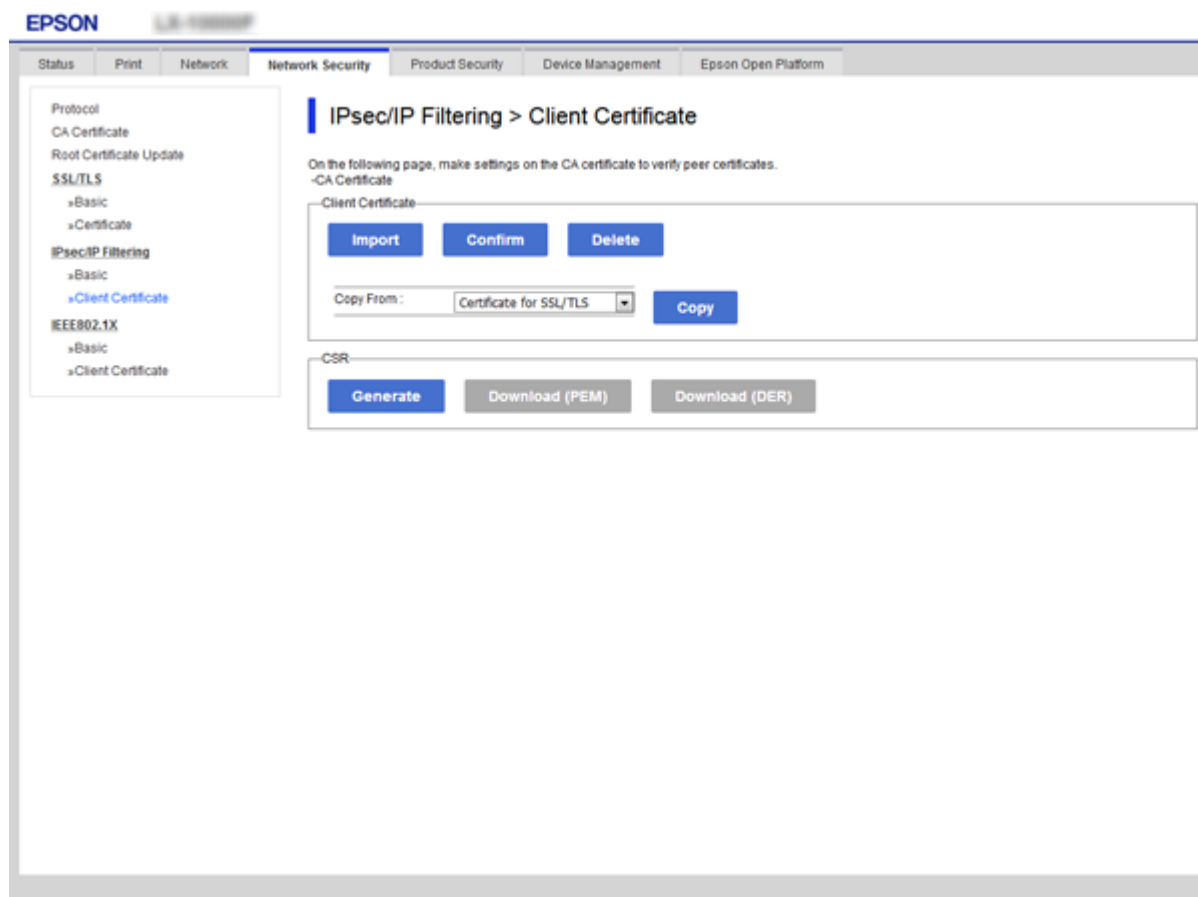 EPSON
Status Print Network Network Security Product Security Device Management Epson Open Platform
Protocol
CA Certificate
Root Certificate Update
SSL/TLS
»Basic
»Certificate
IPsec/IP Filtering
»Basic
»Client Certificate
IEEE802.1X
»Basic
»Client Certificate
IPsec/IP Filtering > Client Certificate
On the following page, make settings on the CA certificate to verify peer certificates.
-CA Certificate
Client Certificate
Import Confirm Delete
Copy From : Certificate for SSL/TLS Copy
CSR
Generate Download (PEM) Download (DER)